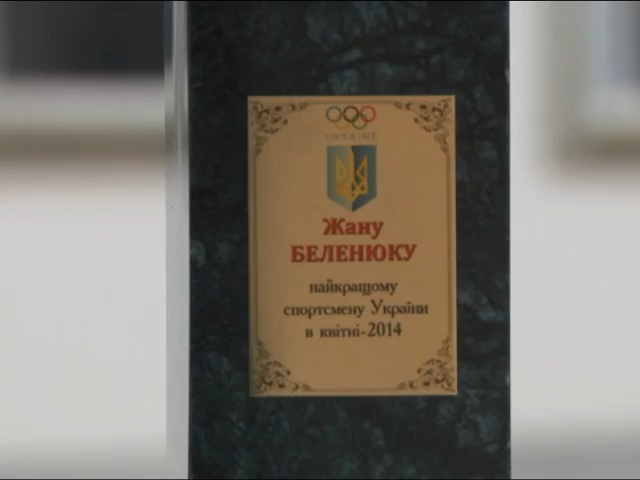 UKRAINE
Жану
БЕЛЕНЮКУ
найкращому
спортсмену України
в квітні-2014